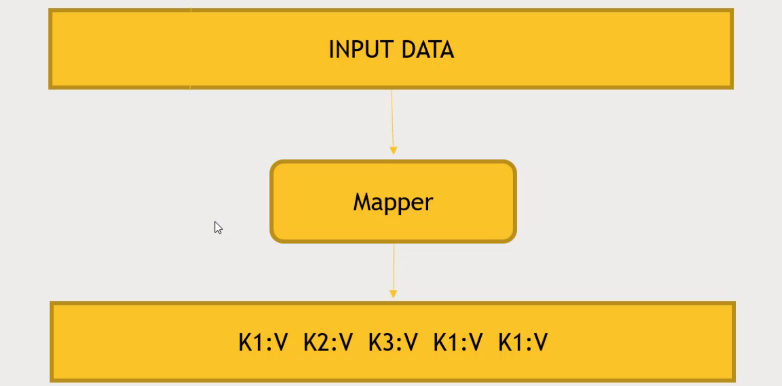 INPUT DATA
Mapper
K1:V K2:V K3:V K1:V K1:V